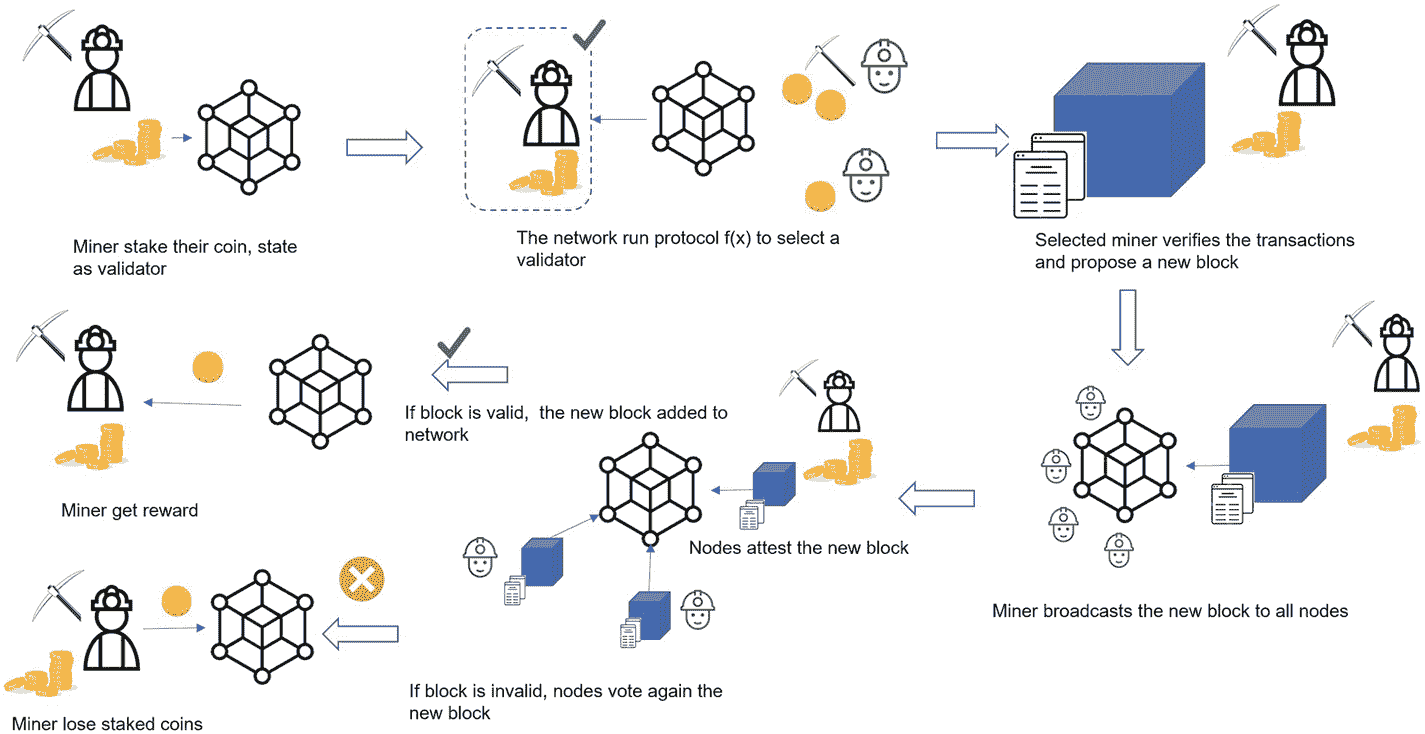 Miner stake their coin, state
as validator
The network run protocol f(x) to select a
validator
Selected miner verifies the transactions
and propose a new block
Miner broadcasts the new block to all nodes
Nodes attest the new block
If block is valid,  the new block added to
network
Miner get reward
If block is invalid, nodes vote again the
new block
Miner lose staked coins